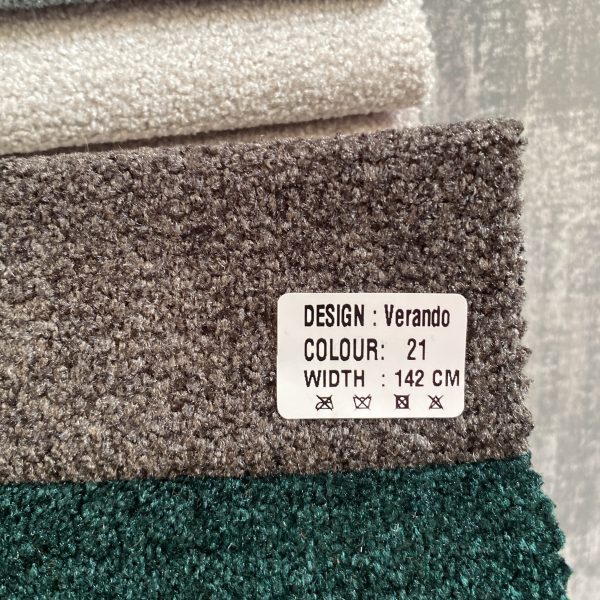 DESIGN : Verando
COLOUR: 21
WIDTH : 142 CM